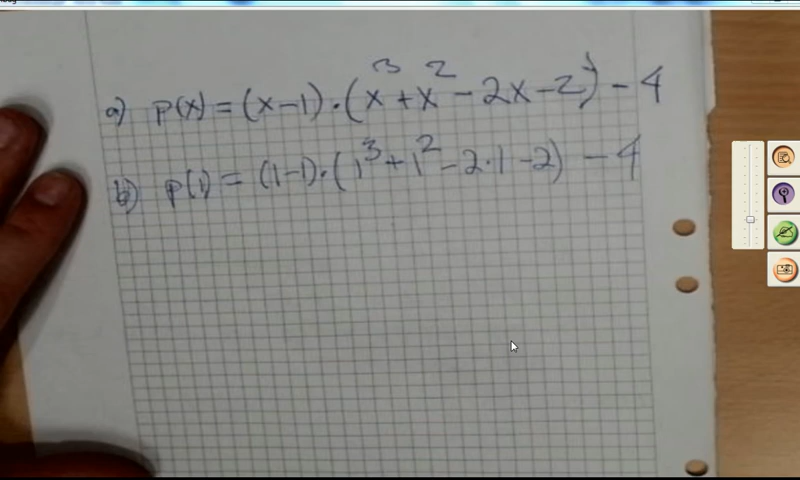 a) p(x) = (x-1)·(x³+x²-2x-2)-4
b) p(1) = (1-1)·(1³+1²-2·1-2) -4